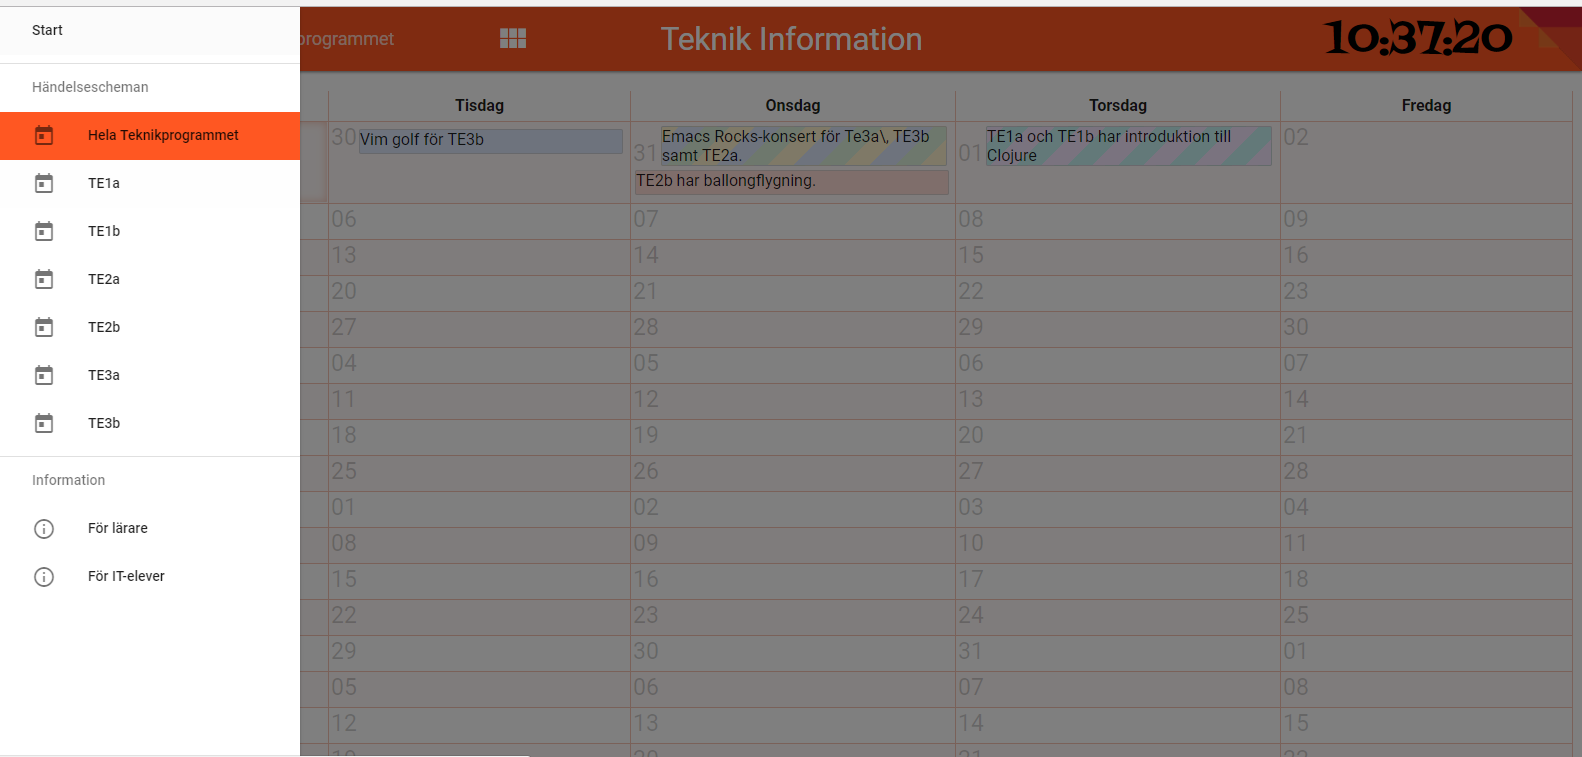 Start
Händelsescheman
Hela Teknikprogrammet
TE1a
TE1b
TE2a
TE2b
TE3a
TE3b
Information
För lärare
För IT-elever
programmet
Teknik Information
10:37:20
Tisdag Onsdag Torsdag Fredag
30 Vim golf för TE3b
31 Emacs Rocks-konsert för Te3a\, TE3b
samt TE2a.
TE2b har ballongflygning.
01 TE1a och TE1b har introduktion till
Clojure
02
06 07 08 09
13 14 15 16
20 21 22 23
27 28 29 30
04 05 06 07
11 12 13 14
18 19 20 21
25 26 27 28
01 02 03 04
08 09 10 11
15 16 17 18
22 23 24 25
29 30 31 01
05 06 07 08
12 13 14 15